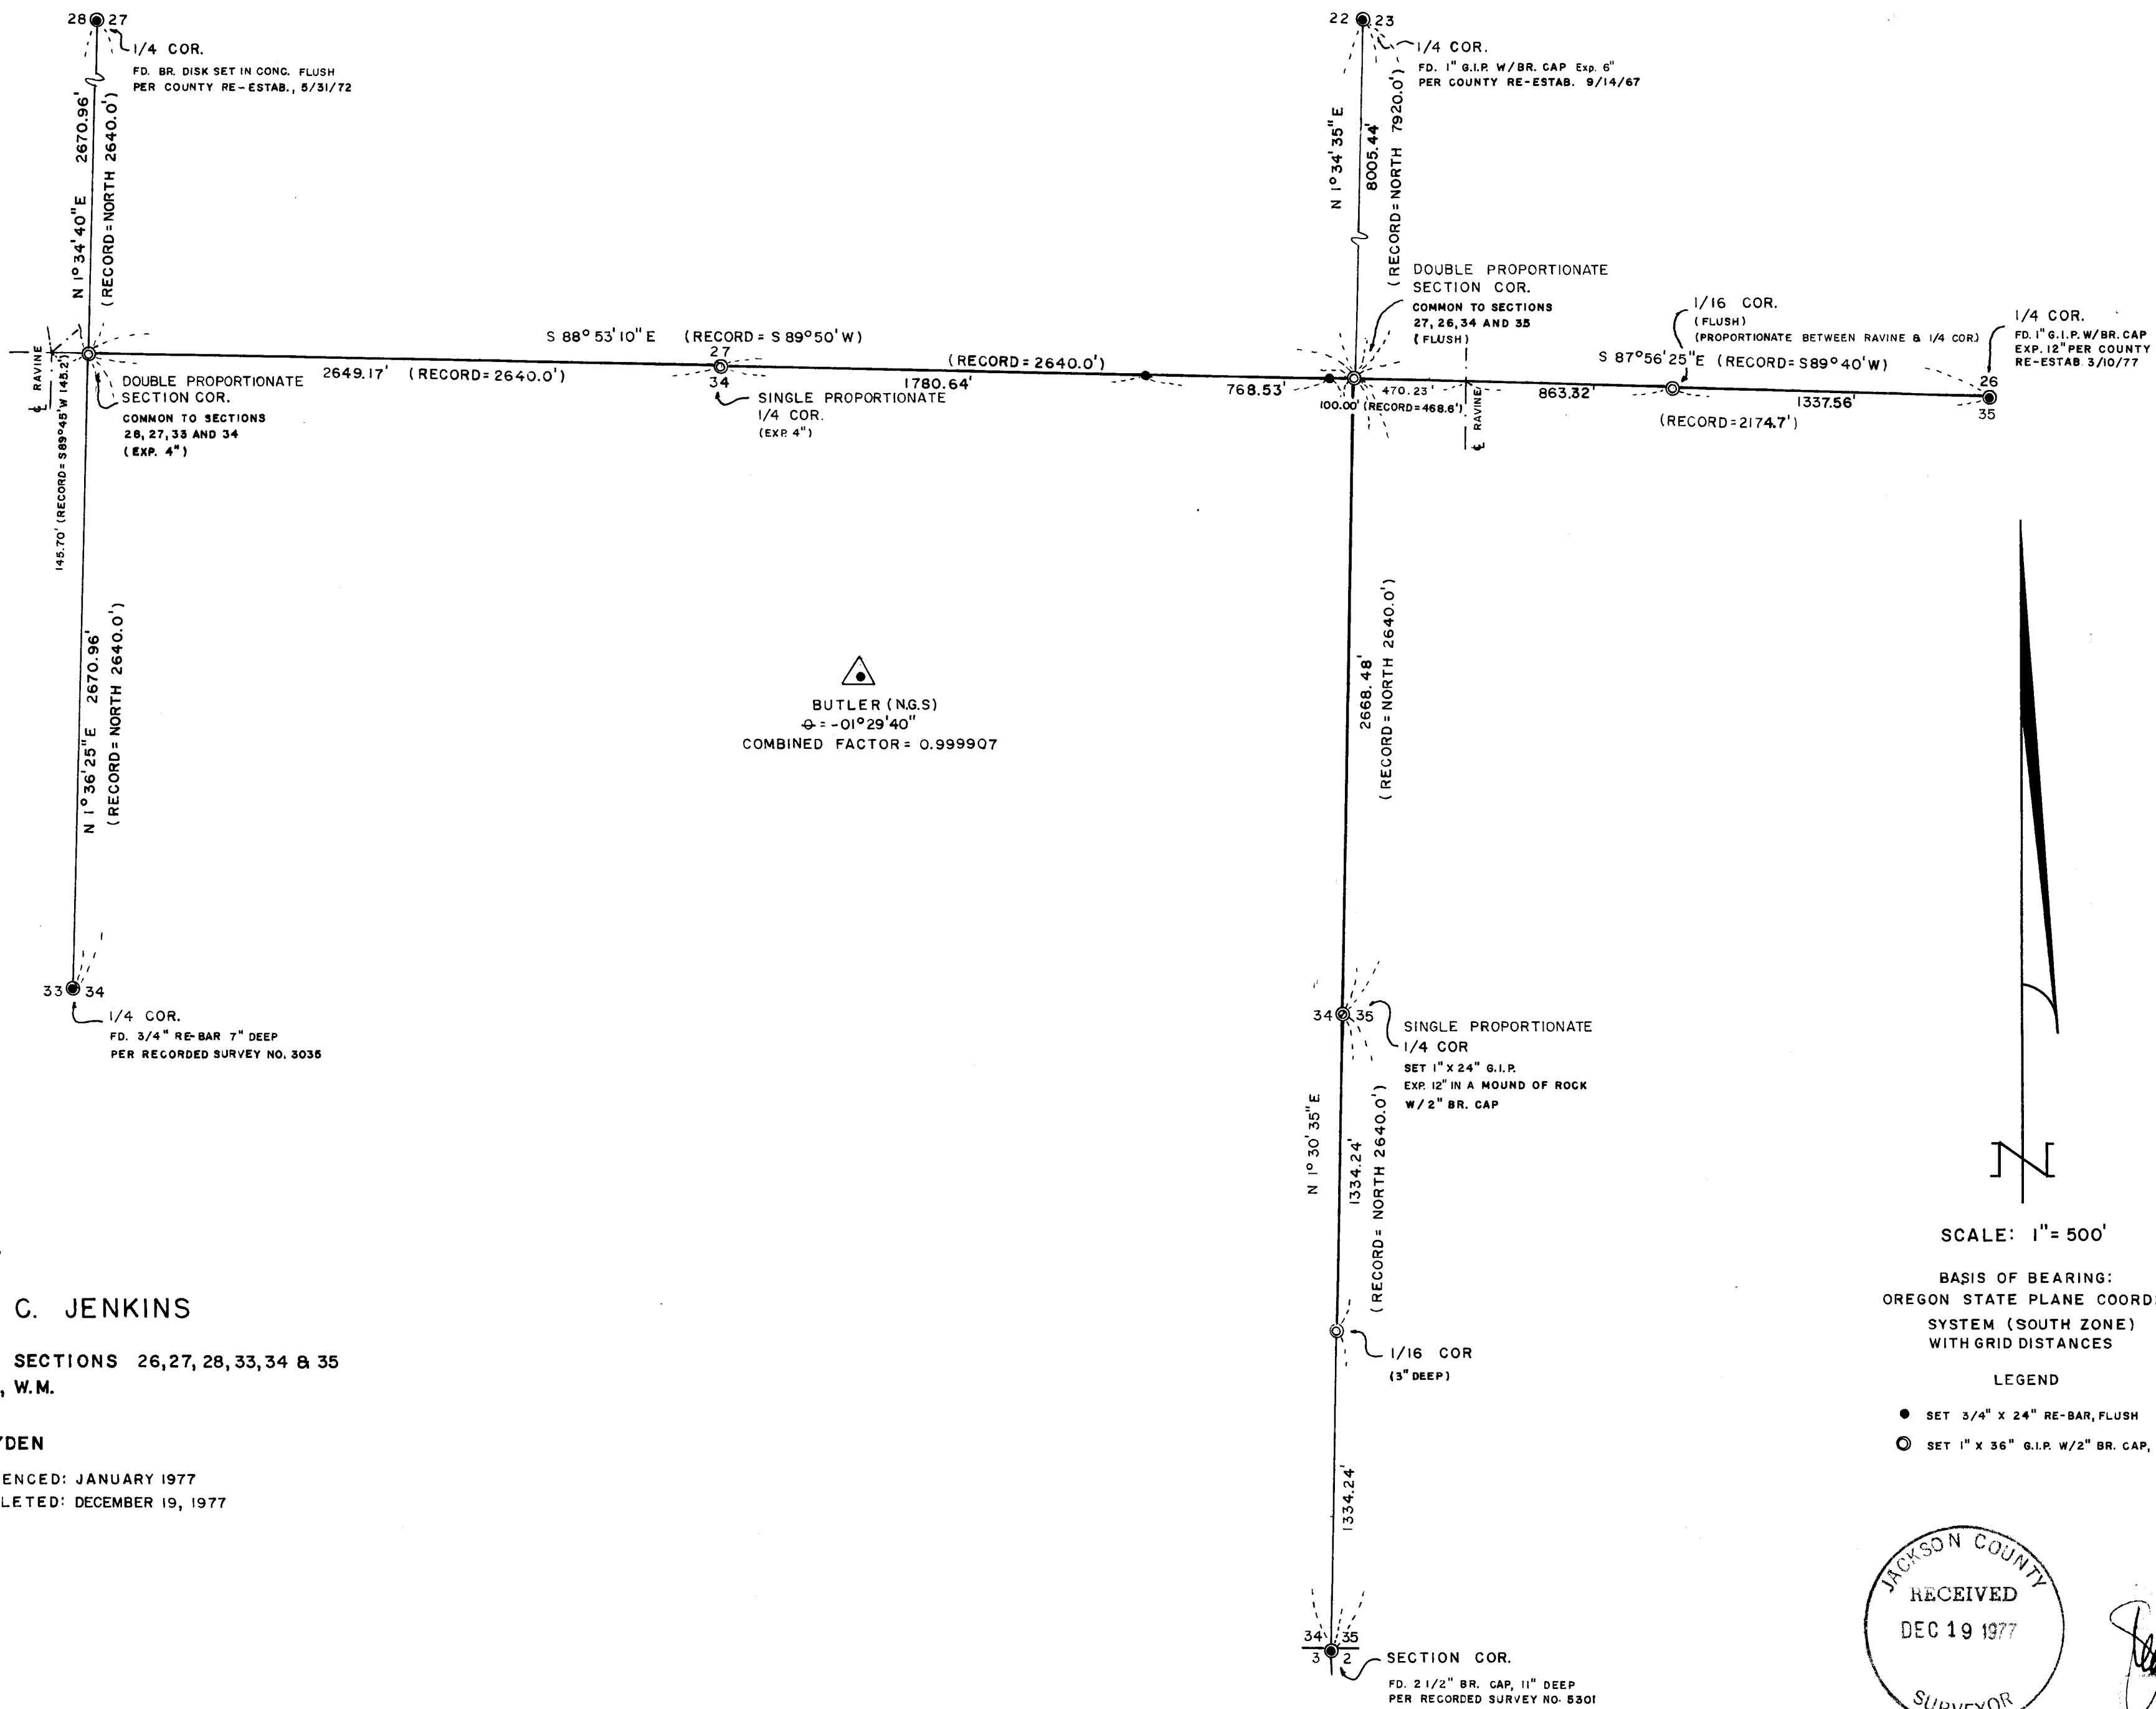 28 27
1/4 COR.
FD. BR. DISK SET IN CONC. FLUSH
PER COUNTY RE-ESTAB., 5/31/72
N 1°34'40"E 2670.96'
(RECORD=NORTH 2640.0')
22 23
1/4 COR.
FD. 1" G.I.P. W/BR. CAP Exp. 6"
PER COUNTY RE-ESTAB. 9/14/67
N 1°34'35"E
8005.44'
(RECORD=NORTH 7920.0')
DOUBLE PROPORTIONATE
SECTION COR.
COMMON TO SECTIONS
27, 26, 34 AND 35
(FLUSH)
1/16 COR.
(FLUSH)
(PROPORTIONATE BETWEEN RAVINE & 1/4 COR.)
1/4 COR.
FD. 1" G.I.P. W/BR. CAP
EXP. 12" PER COUNTY
RE-ESTAB. 3/10/77
S 88°53'10"E (RECORD = S 89°50'W)
27
34
2649.17' (RECORD=2640.0')
(RECORD=2640.0')
1780.64'
768.53'
100.00' (RECORD=468.6')
470.23'
S 87°56'25"E (RECORD=S89°40'W)
863.32'
1337.56'
(RECORD=2174.7')
26
35
℄ RAVINE
℄ RAVINE
DOUBLE PROPORTIONATE
SECTION COR.
COMMON TO SECTIONS
28, 27, 33 AND 34
(EXP. 4")
SINGLE PROPORTIONATE
1/4 COR.
(EXP. 4")
145.70' (RECORD=S89°45'W 145.2')
N 1°36'25"E 2670.96'
(RECORD=NORTH 2640.0')
BUTLER (N.G.S)
Θ = -01°29'40"
COMBINED FACTOR = 0.999907
2668.48'
(RECORD=NORTH 2640.0')
33 34
1/4 COR.
FD. 3/4" RE-BAR 7" DEEP
PER RECORDED SURVEY NO. 3035
34 35
SINGLE PROPORTIONATE
1/4 COR
SET 1" X 24" G.I.P.
EXP. 12" IN A MOUND OF ROCK
W/2" BR. CAP
N 1°30'35"E
1334.24'
(RECORD= NORTH 2640.0')
1/16 COR
(3" DEEP)
1334.24'
34 35
3 2
SECTION COR.
FD. 2 1/2" BR. CAP, 11" DEEP
PER RECORDED SURVEY NO. 5301
C. JENKINS
SECTIONS 26,27,28,33,34 & 35
, W.M.
YDEN
ENCED: JANUARY 1977
LETED: DECEMBER 19, 1977
N
SCALE: 1"= 500'
BASIS OF BEARING:
OREGON STATE PLANE COORD
SYSTEM (SOUTH ZONE)
WITH GRID DISTANCES
LEGEND
SET 3/4" X 24" RE-BAR, FLUSH
SET 1" X 36" G.I.P. W/2" BR. CAP,
JACKSON COUNTY
RECEIVED
DEC 19 1977
SURVEYOR